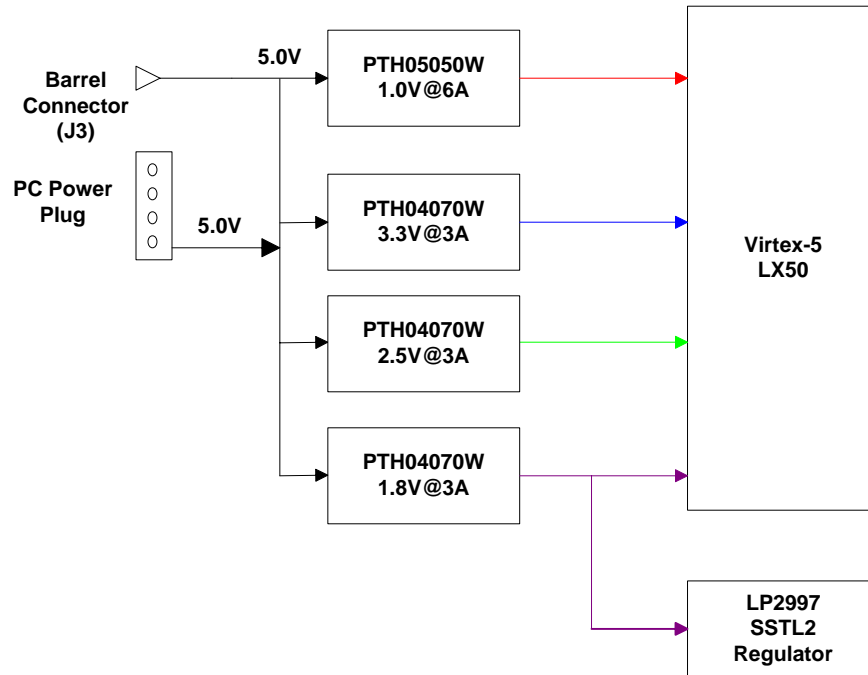 5.0V
Barrel
Connector
(J3)
PTH05050W
1.0V@6A
PC Power
Plug
5.0V
PTH04070W
3.3V@3A
PTH04070W
2.5V@3A
PTH04070W
1.8V@3A
Virtex-5
LX50
LP2997
SSTL2
Regulator